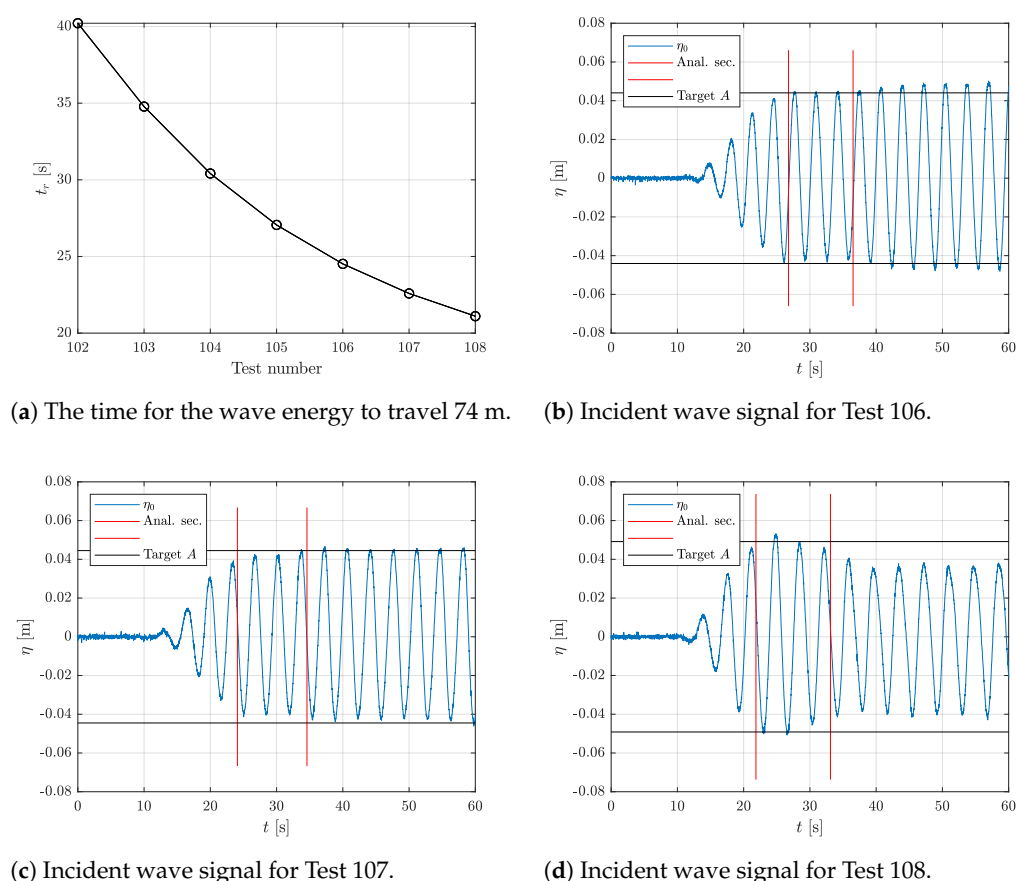 40
35
30
25
20
t_r [s]
102 103 104 105 106 107 108
Test number
(a) The time for the wave energy to travel 74 m.
0.08
0.06
0.04
0.02
0
-0.02
-0.04
-0.06
-0.08
η [m]
η_0
Anal. sec.
Target A
0 10 20 30 40 50 60
t [s]
(b) Incident wave signal for Test 106.
0.08
0.06
0.04
0.02
0
-0.02
-0.04
-0.06
-0.08
η [m]
η_0
Anal. sec.
Target A
0 10 20 30 40 50 60
t [s]
(c) Incident wave signal for Test 107.
0.08
0.06
0.04
0.02
0
-0.02
-0.04
-0.06
-0.08
η [m]
η_0
Anal. sec.
Target A
0 10 20 30 40 50 60
t [s]
(d) Incident wave signal for Test 108.